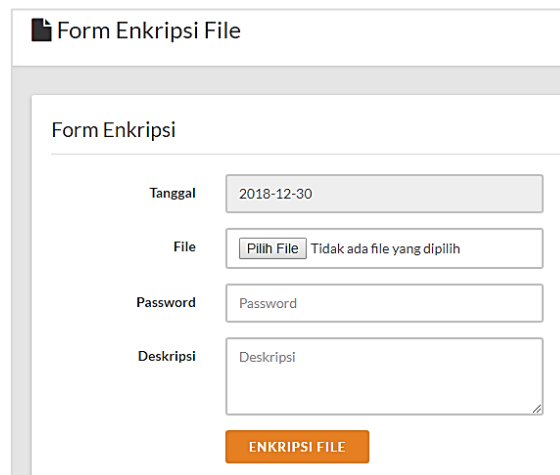 Form Enkripsi File
Form Enkripsi
Tanggal 2018-12-30
File Pilih File Tidak ada file yang dipilih
Password Password
Deskripsi Deskripsi
ENKRIPSI FILE